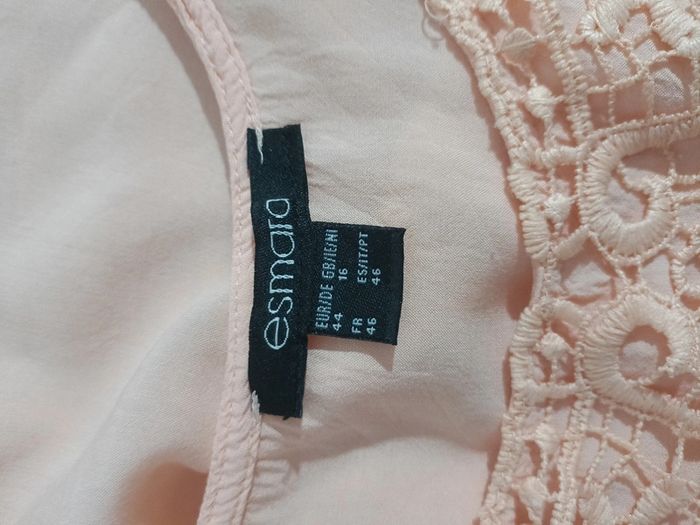 esmara
EUR/DE GB/IE/NI
44 16
FR ES/IT/PT
46 46